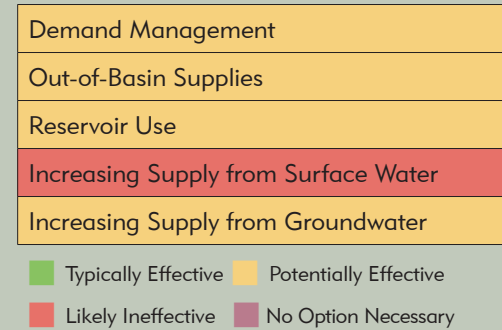 Demand Management
Out-of-Basin Supplies
Reservoir Use
Increasing Supply from Surface Water
Increasing Supply from Groundwater
Typically Effective Potentially Effective
Likely Ineffective No Option Necessary